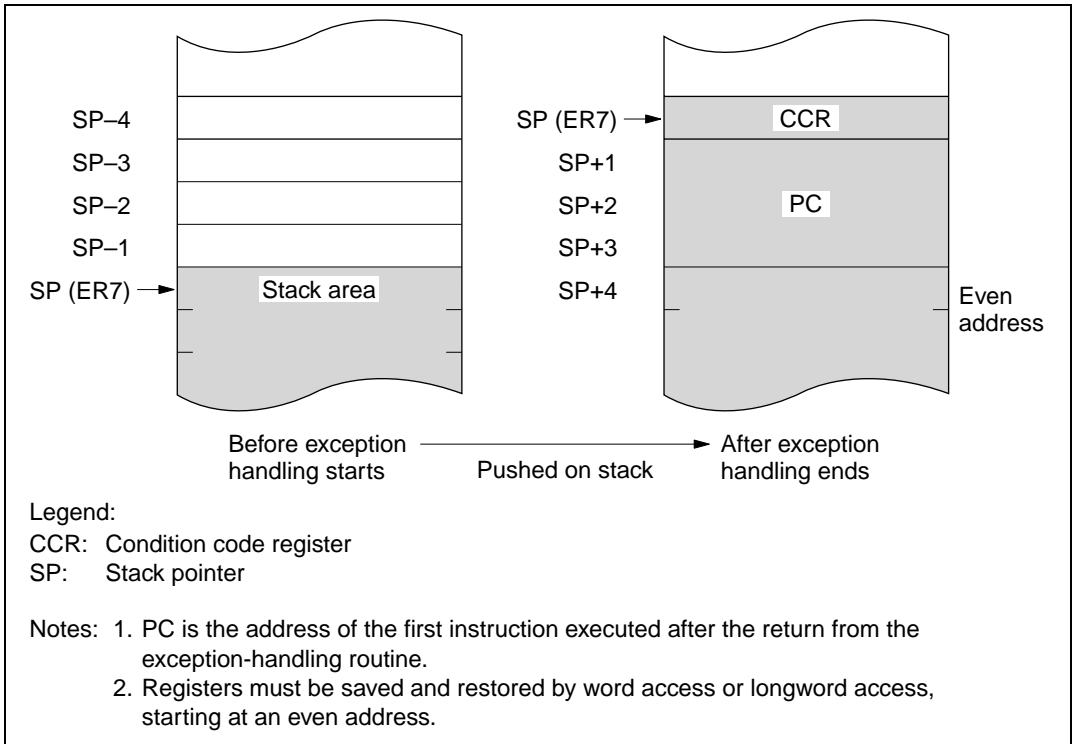 SP–4
SP–3
SP–2
SP–1
SP (ER7)
Stack area
SP (ER7)
SP+1
SP+2
SP+3
SP+4
CCR
PC
Even
address
Before exception
handling starts
Pushed on stack
After exception
handling ends
Legend:
CCR: Condition code register
SP: Stack pointer
Notes: 1. PC is the address of the first instruction executed after the return from the
exception-handling routine.
2. Registers must be saved and restored by word access or longword access,
starting at an even address.